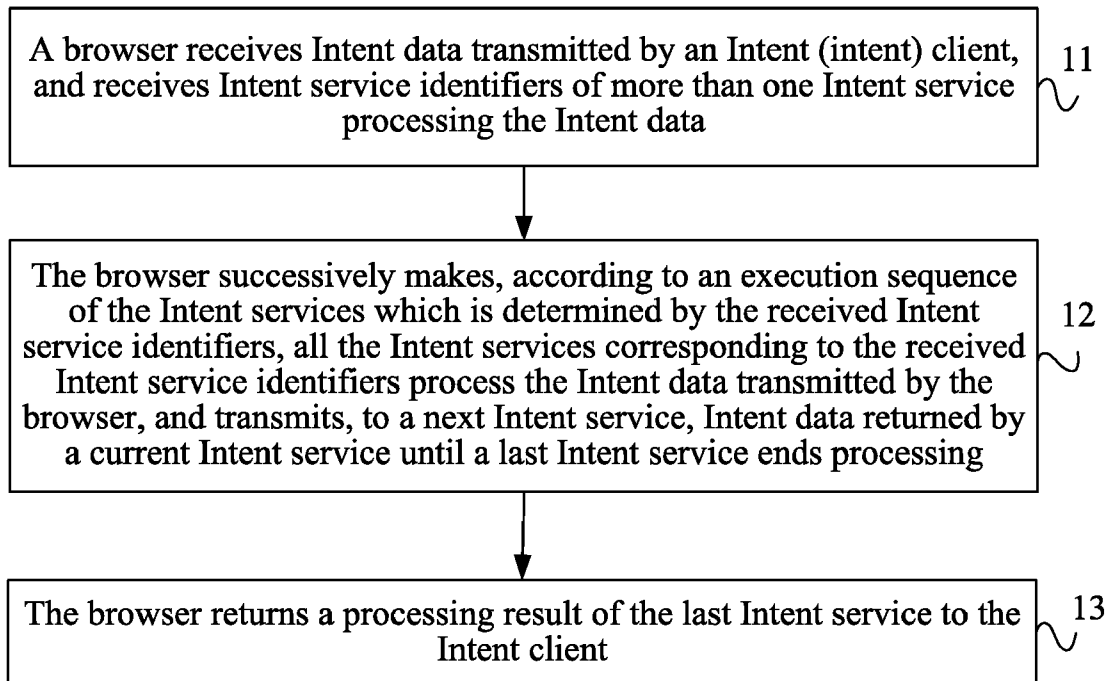 A browser receives Intent data transmitted by an Intent (intent) client,
and receives Intent service identifiers of more than one Intent service
processing the Intent data
11
The browser successively makes, according to an execution sequence
of the Intent services which is determined by the received Intent
service identifiers, all the Intent services corresponding to the received
Intent service identifiers process the Intent data transmitted by the
browser, and transmits, to a next Intent service, Intent data returned by
a current Intent service until a last Intent service ends processing
12
The browser returns a processing result of the last Intent service to the
Intent client
13